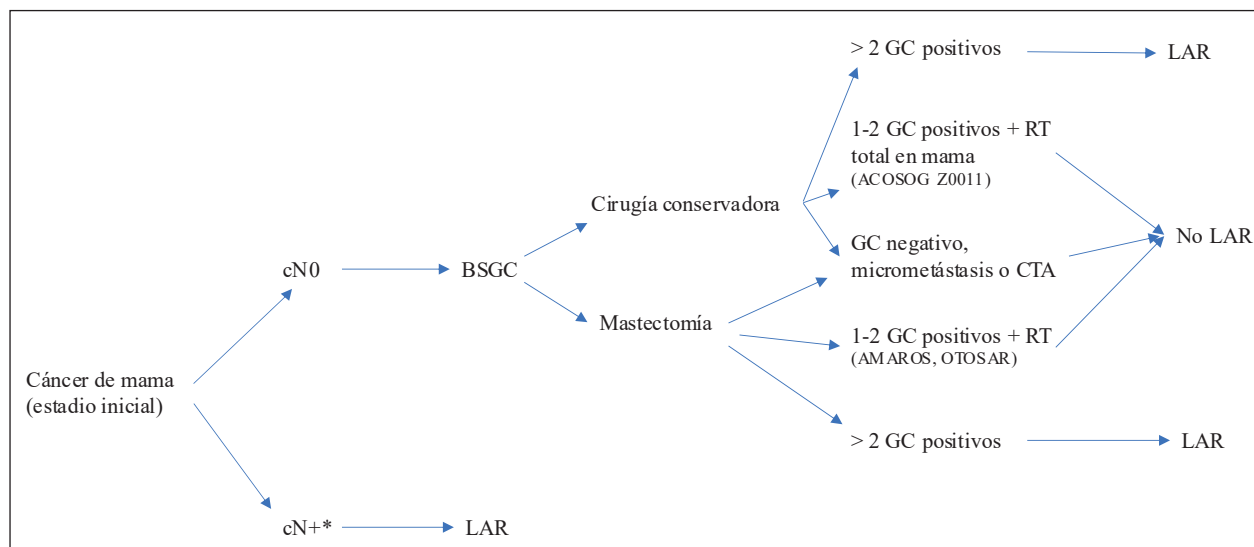 > 2 GC positivos
LAR
1-2 GC positivos + RT
total en mama
(ACOSOG Z0011)
Cirugía conservadora
No LAR
GC negativo,
micrometástasis o CTA
cN0
BSGC
Mastectomía
1-2 GC positivos + RT
(AMAROS, OTOSAR)
Cáncer de mama
(estadio inicial)
> 2 GC positivos
LAR
cN+*
LAR